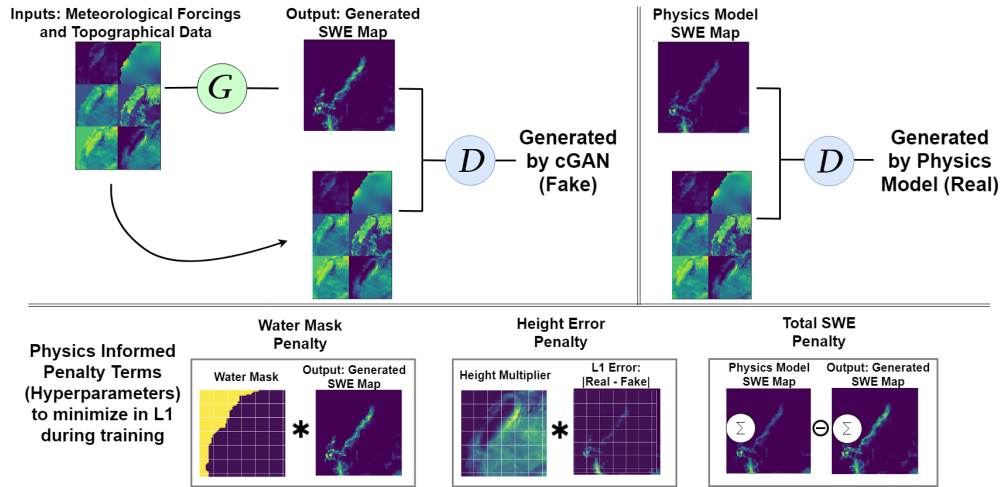 Inputs: Meteorological Forcings
and Topographical Data
Output: Generated
SWE Map
Physics Model
SWE Map
G
D
Generated
by cGAN
(Fake)
D
Generated
by Physics
Model (Real)
Physics Informed
Penalty Terms
(Hyperparameters)
to minimize in L1
during training
Water Mask
Penalty
Water Mask
*
Output: Generated
SWE Map
Height Error
Penalty
Height Multiplier
*
L1 Error:
|Real - Fake|
Total SWE
Penalty
Physics Model
SWE Map
Σ
⊖
Output: Generated
SWE Map
Σ